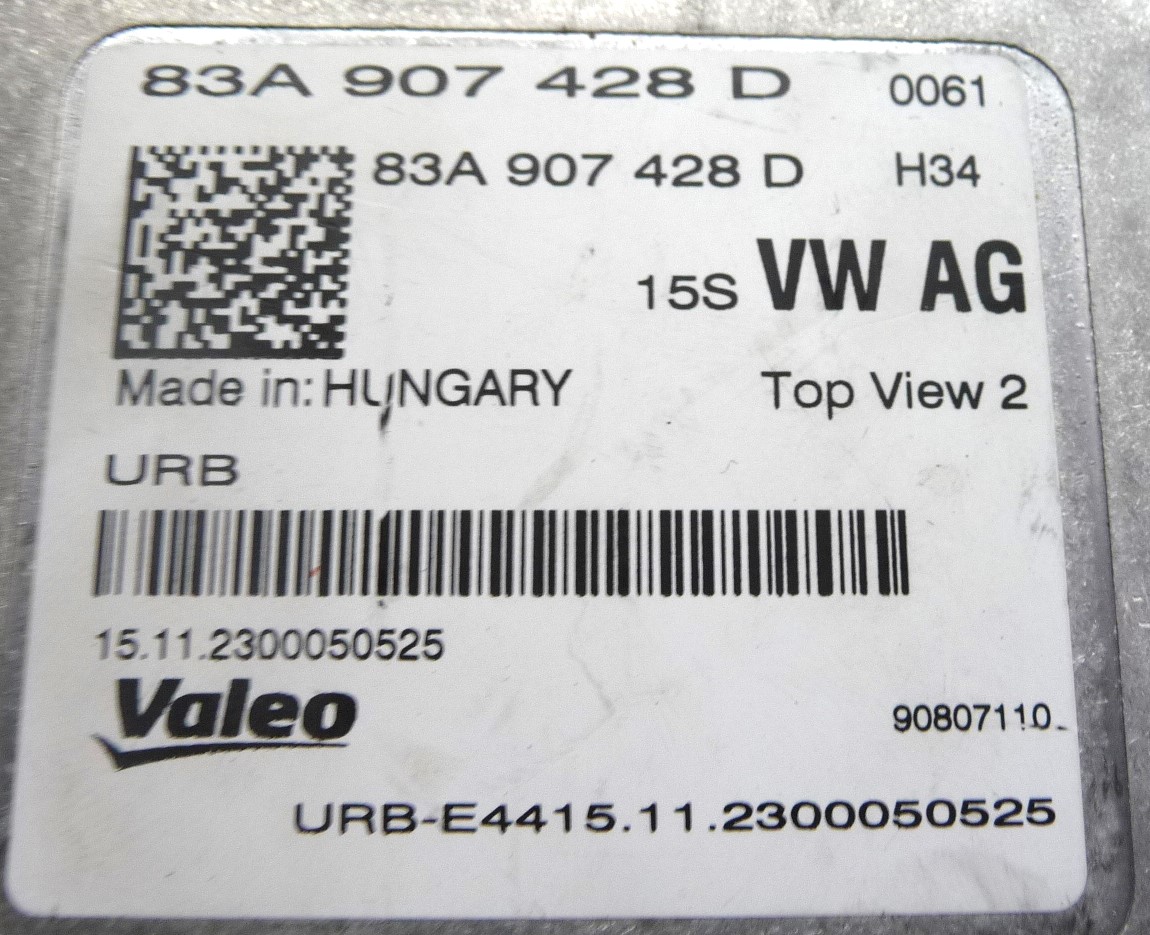 83A 907 428 D 0061
83A 907 428 D H34
15S VW AG
Made in: HUNGARY Top View 2
URB
15.11.2300050525
Valeo 90807110
URB-E4415.11.2300050525